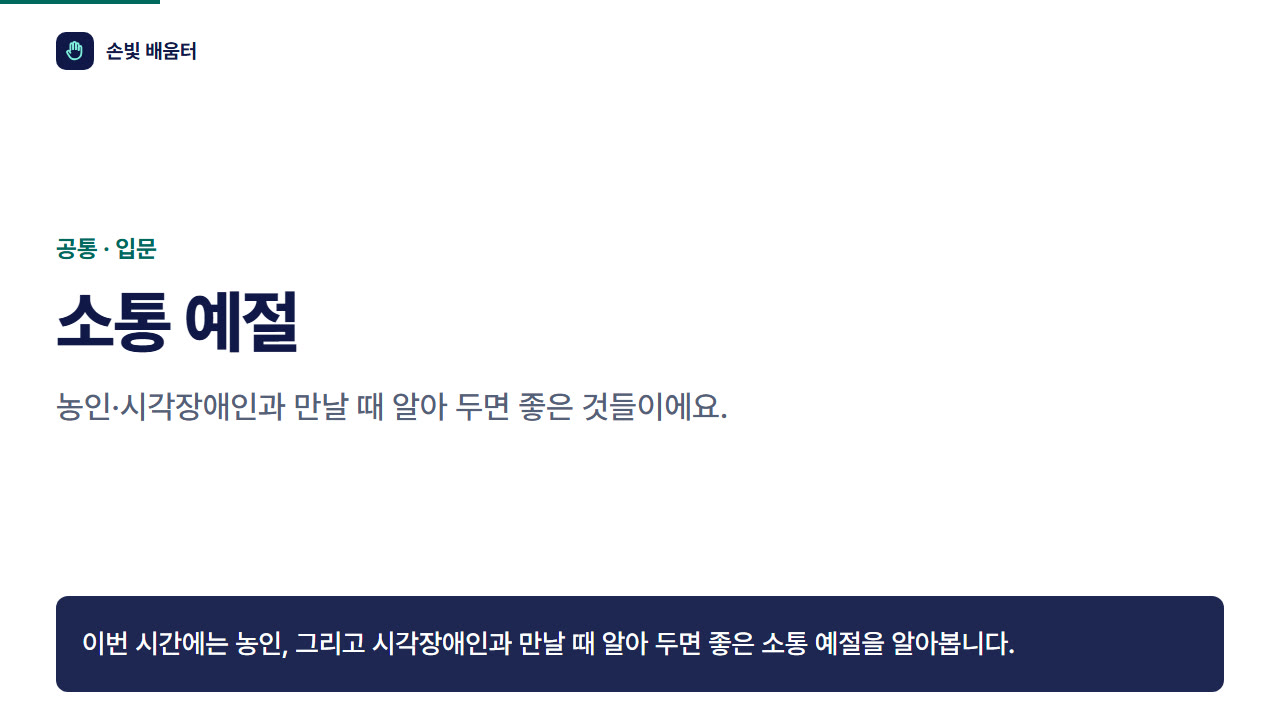 손빛 배움터
공통 · 입문
소통 예절
농인·시각장애인과 만날 때 알아 두면 좋은 것들이에요.
이번 시간에는 농인, 그리고 시각장애인과 만날 때 알아 두면 좋은 소통 예절을 알아봅니다.